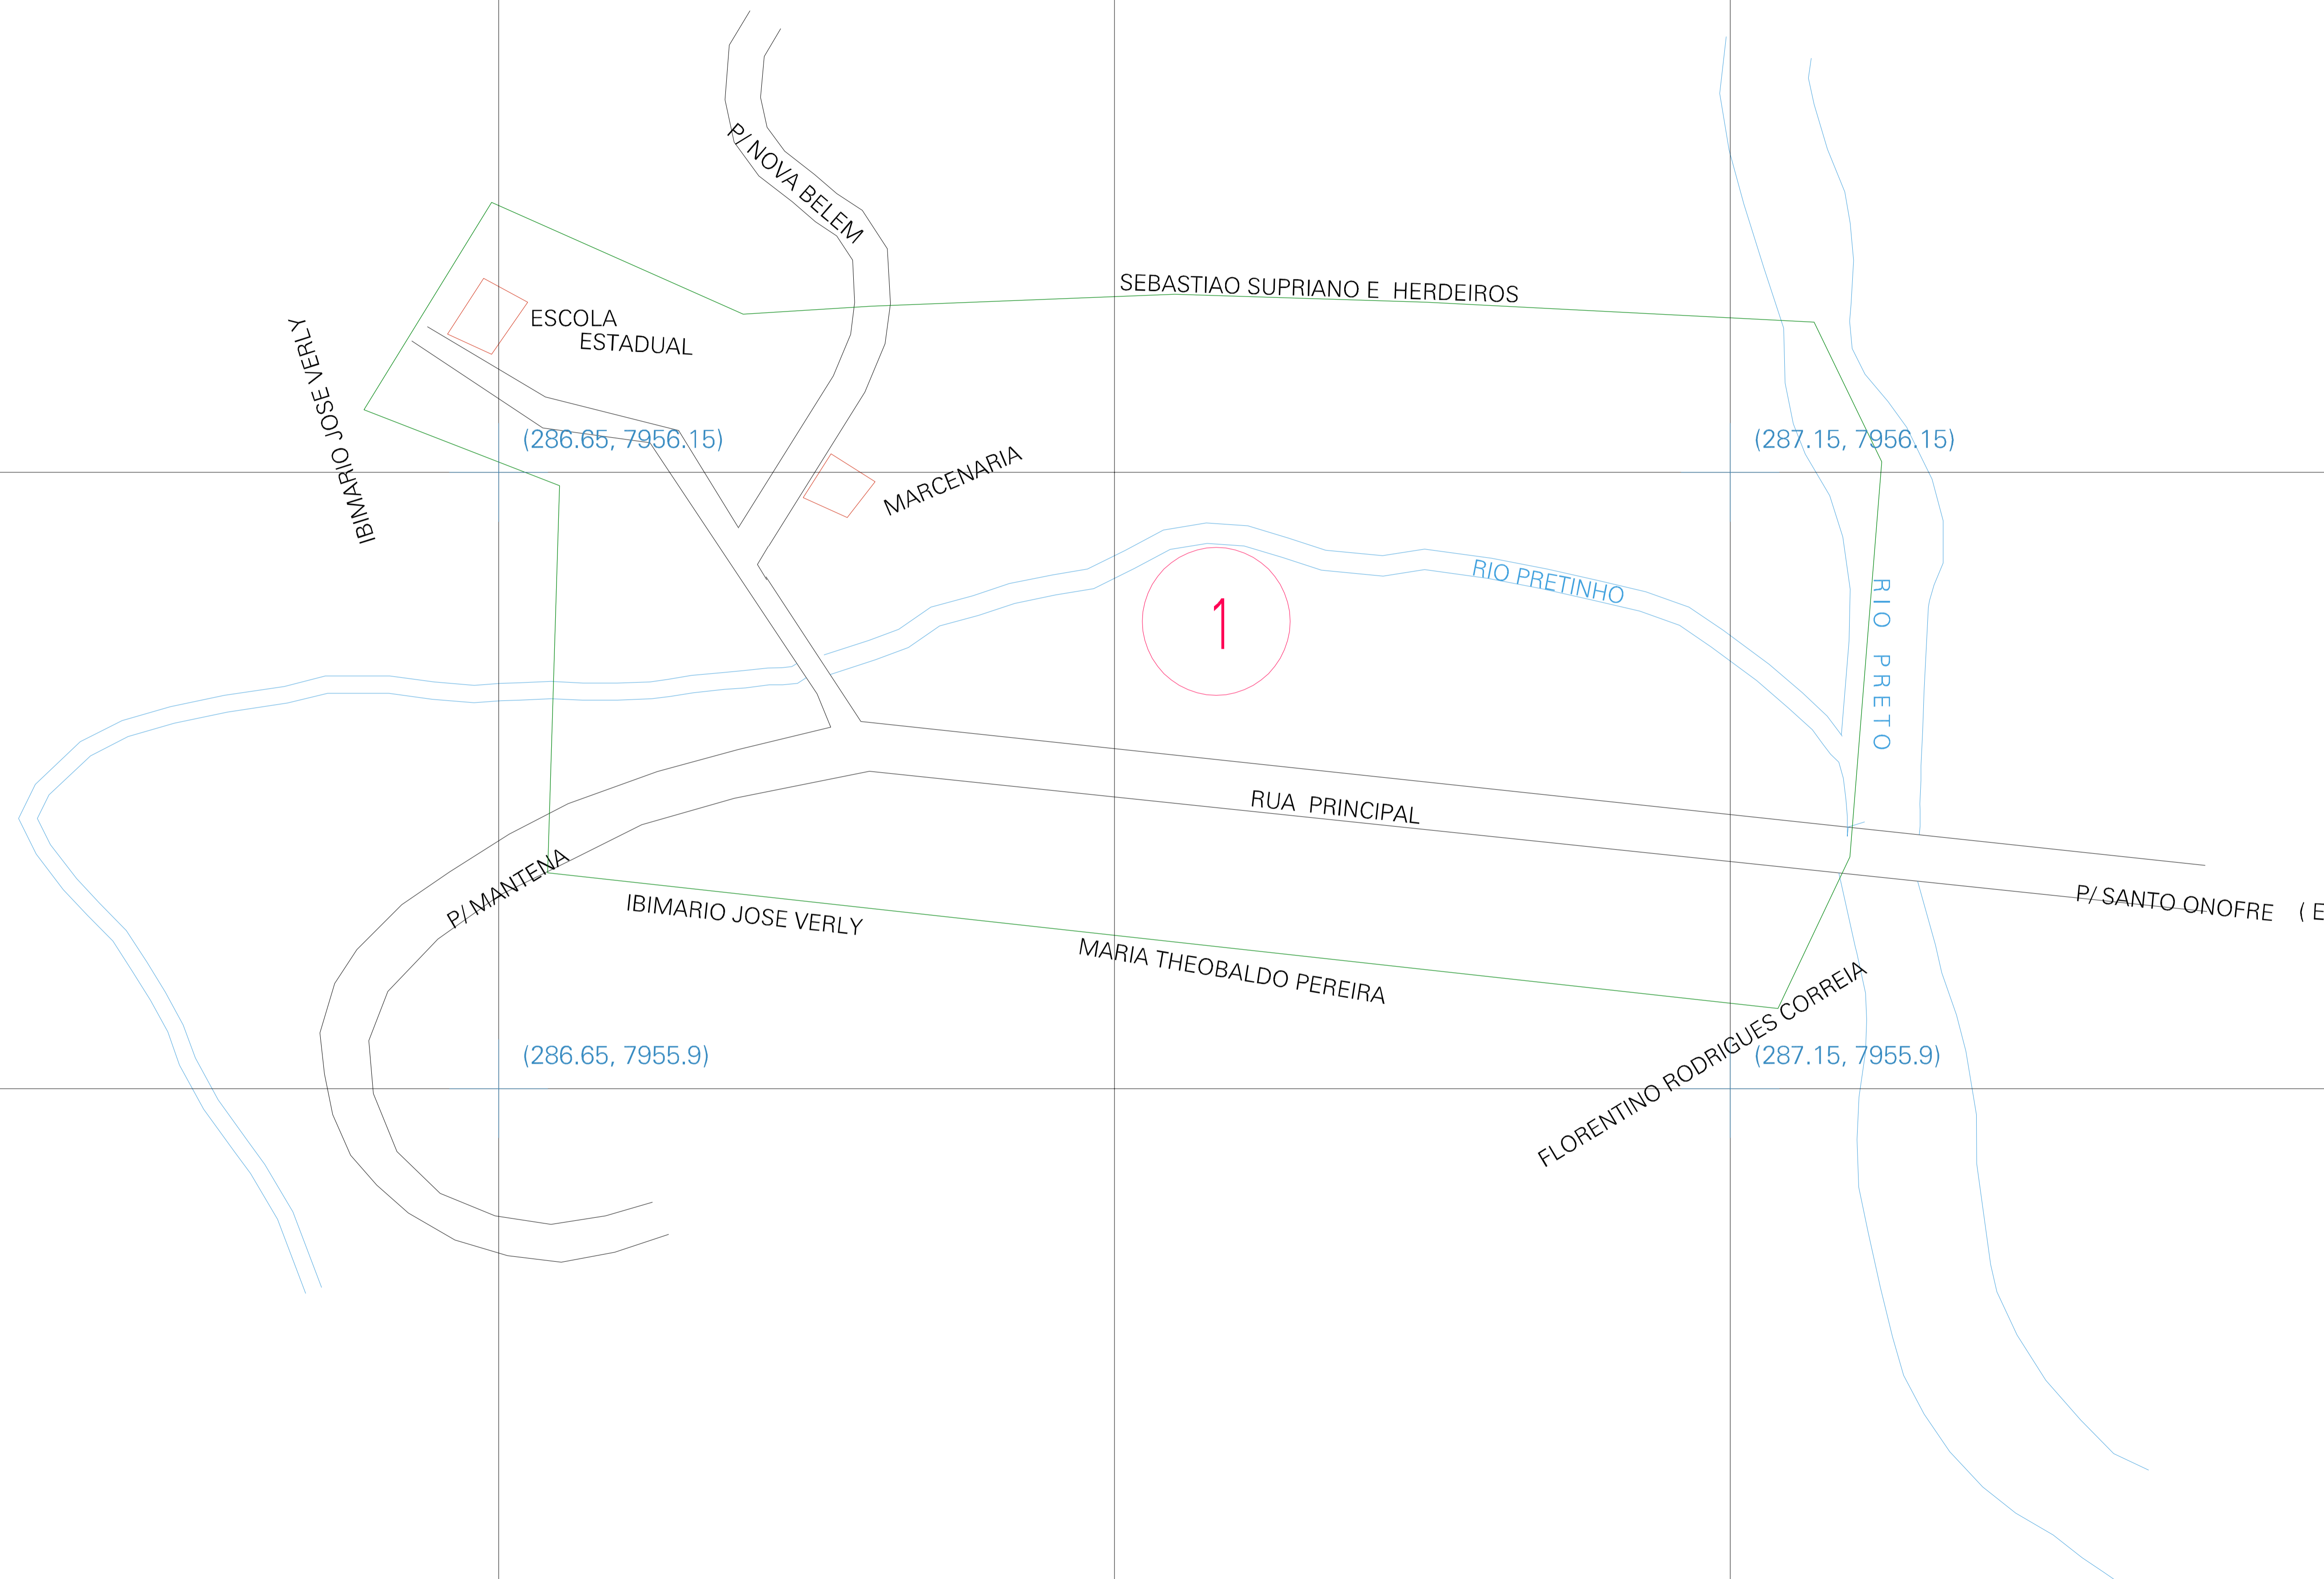 P/ NOVA BELEM
SEBASTIAO SUPRIANO E HERDEIROS
ESCOLA
ESTADUAL
IBIMARIO JOSE VERLY
(286.65, 7956.15)
(287.15, 7956.15)
MARCENARIA
RIO PRETINHO
1
RIO PRETO
RUA PRINCIPAL
P/ MANTENA
IBIMARIO JOSE VERLY
P/ SANTO ONOFRE ( E
MARIA THEOBALDO PEREIRA
FLORENTINO RODRIGUES CORREIA
(286.65, 7955.9)
(287.15, 7955.9)